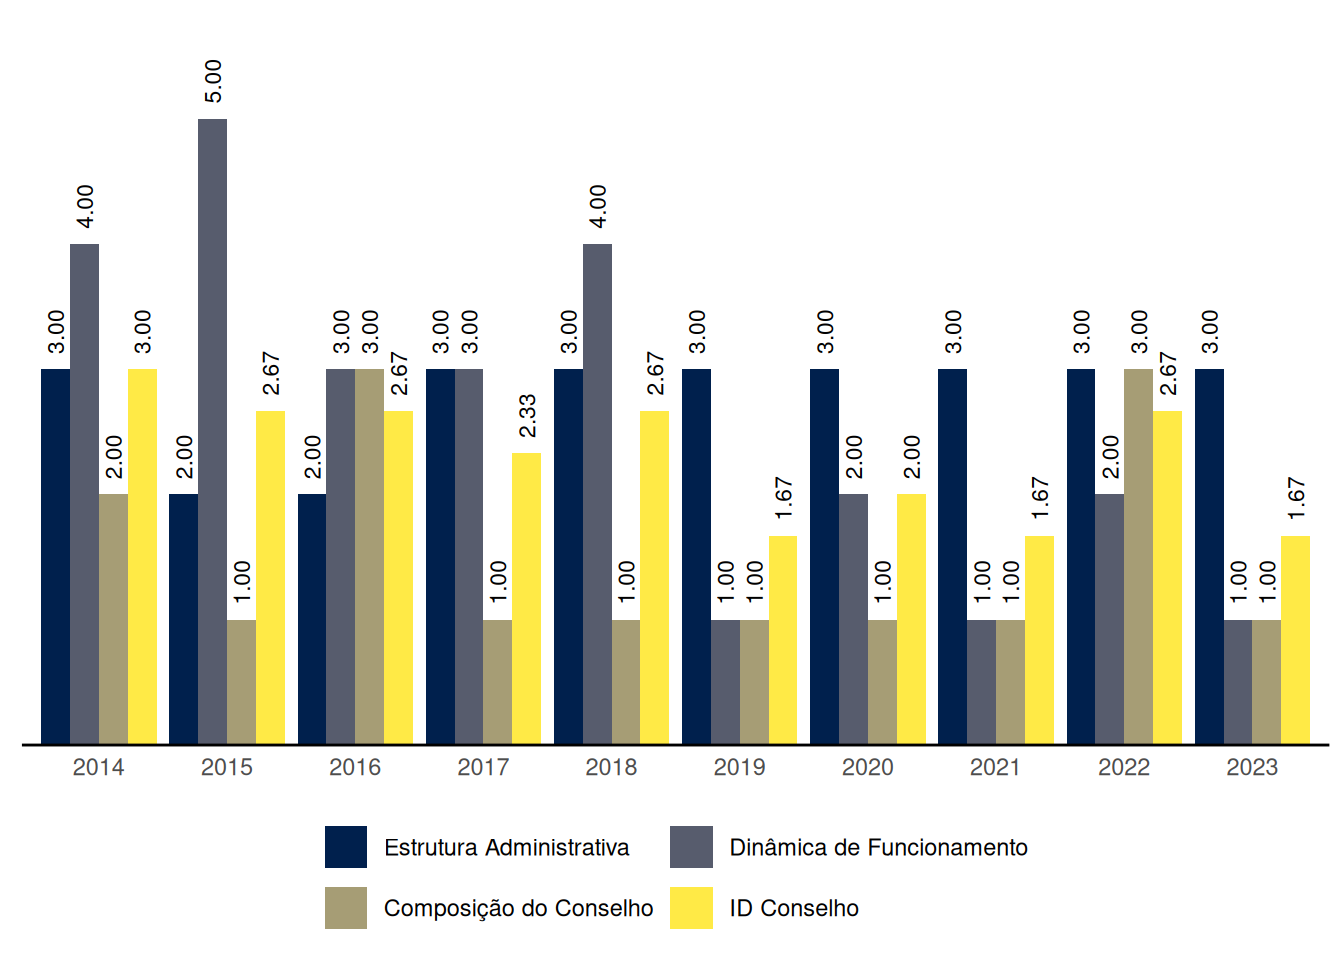 3.00 4.00 2.00 3.00
2.00 5.00 1.00 2.67
2.00 3.00 3.00 2.67
3.00 3.00 1.00 2.33
3.00 4.00 1.00 2.67
3.00 1.00 1.00 1.67
3.00 2.00 1.00 2.00
3.00 1.00 1.00 1.67
3.00 2.00 3.00 2.67
3.00 1.00 1.00 1.67
2014 2015 2016 2017 2018 2019 2020 2021 2022 2023
Estrutura Administrativa Dinâmica de Funcionamento
Composição do Conselho ID Conselho